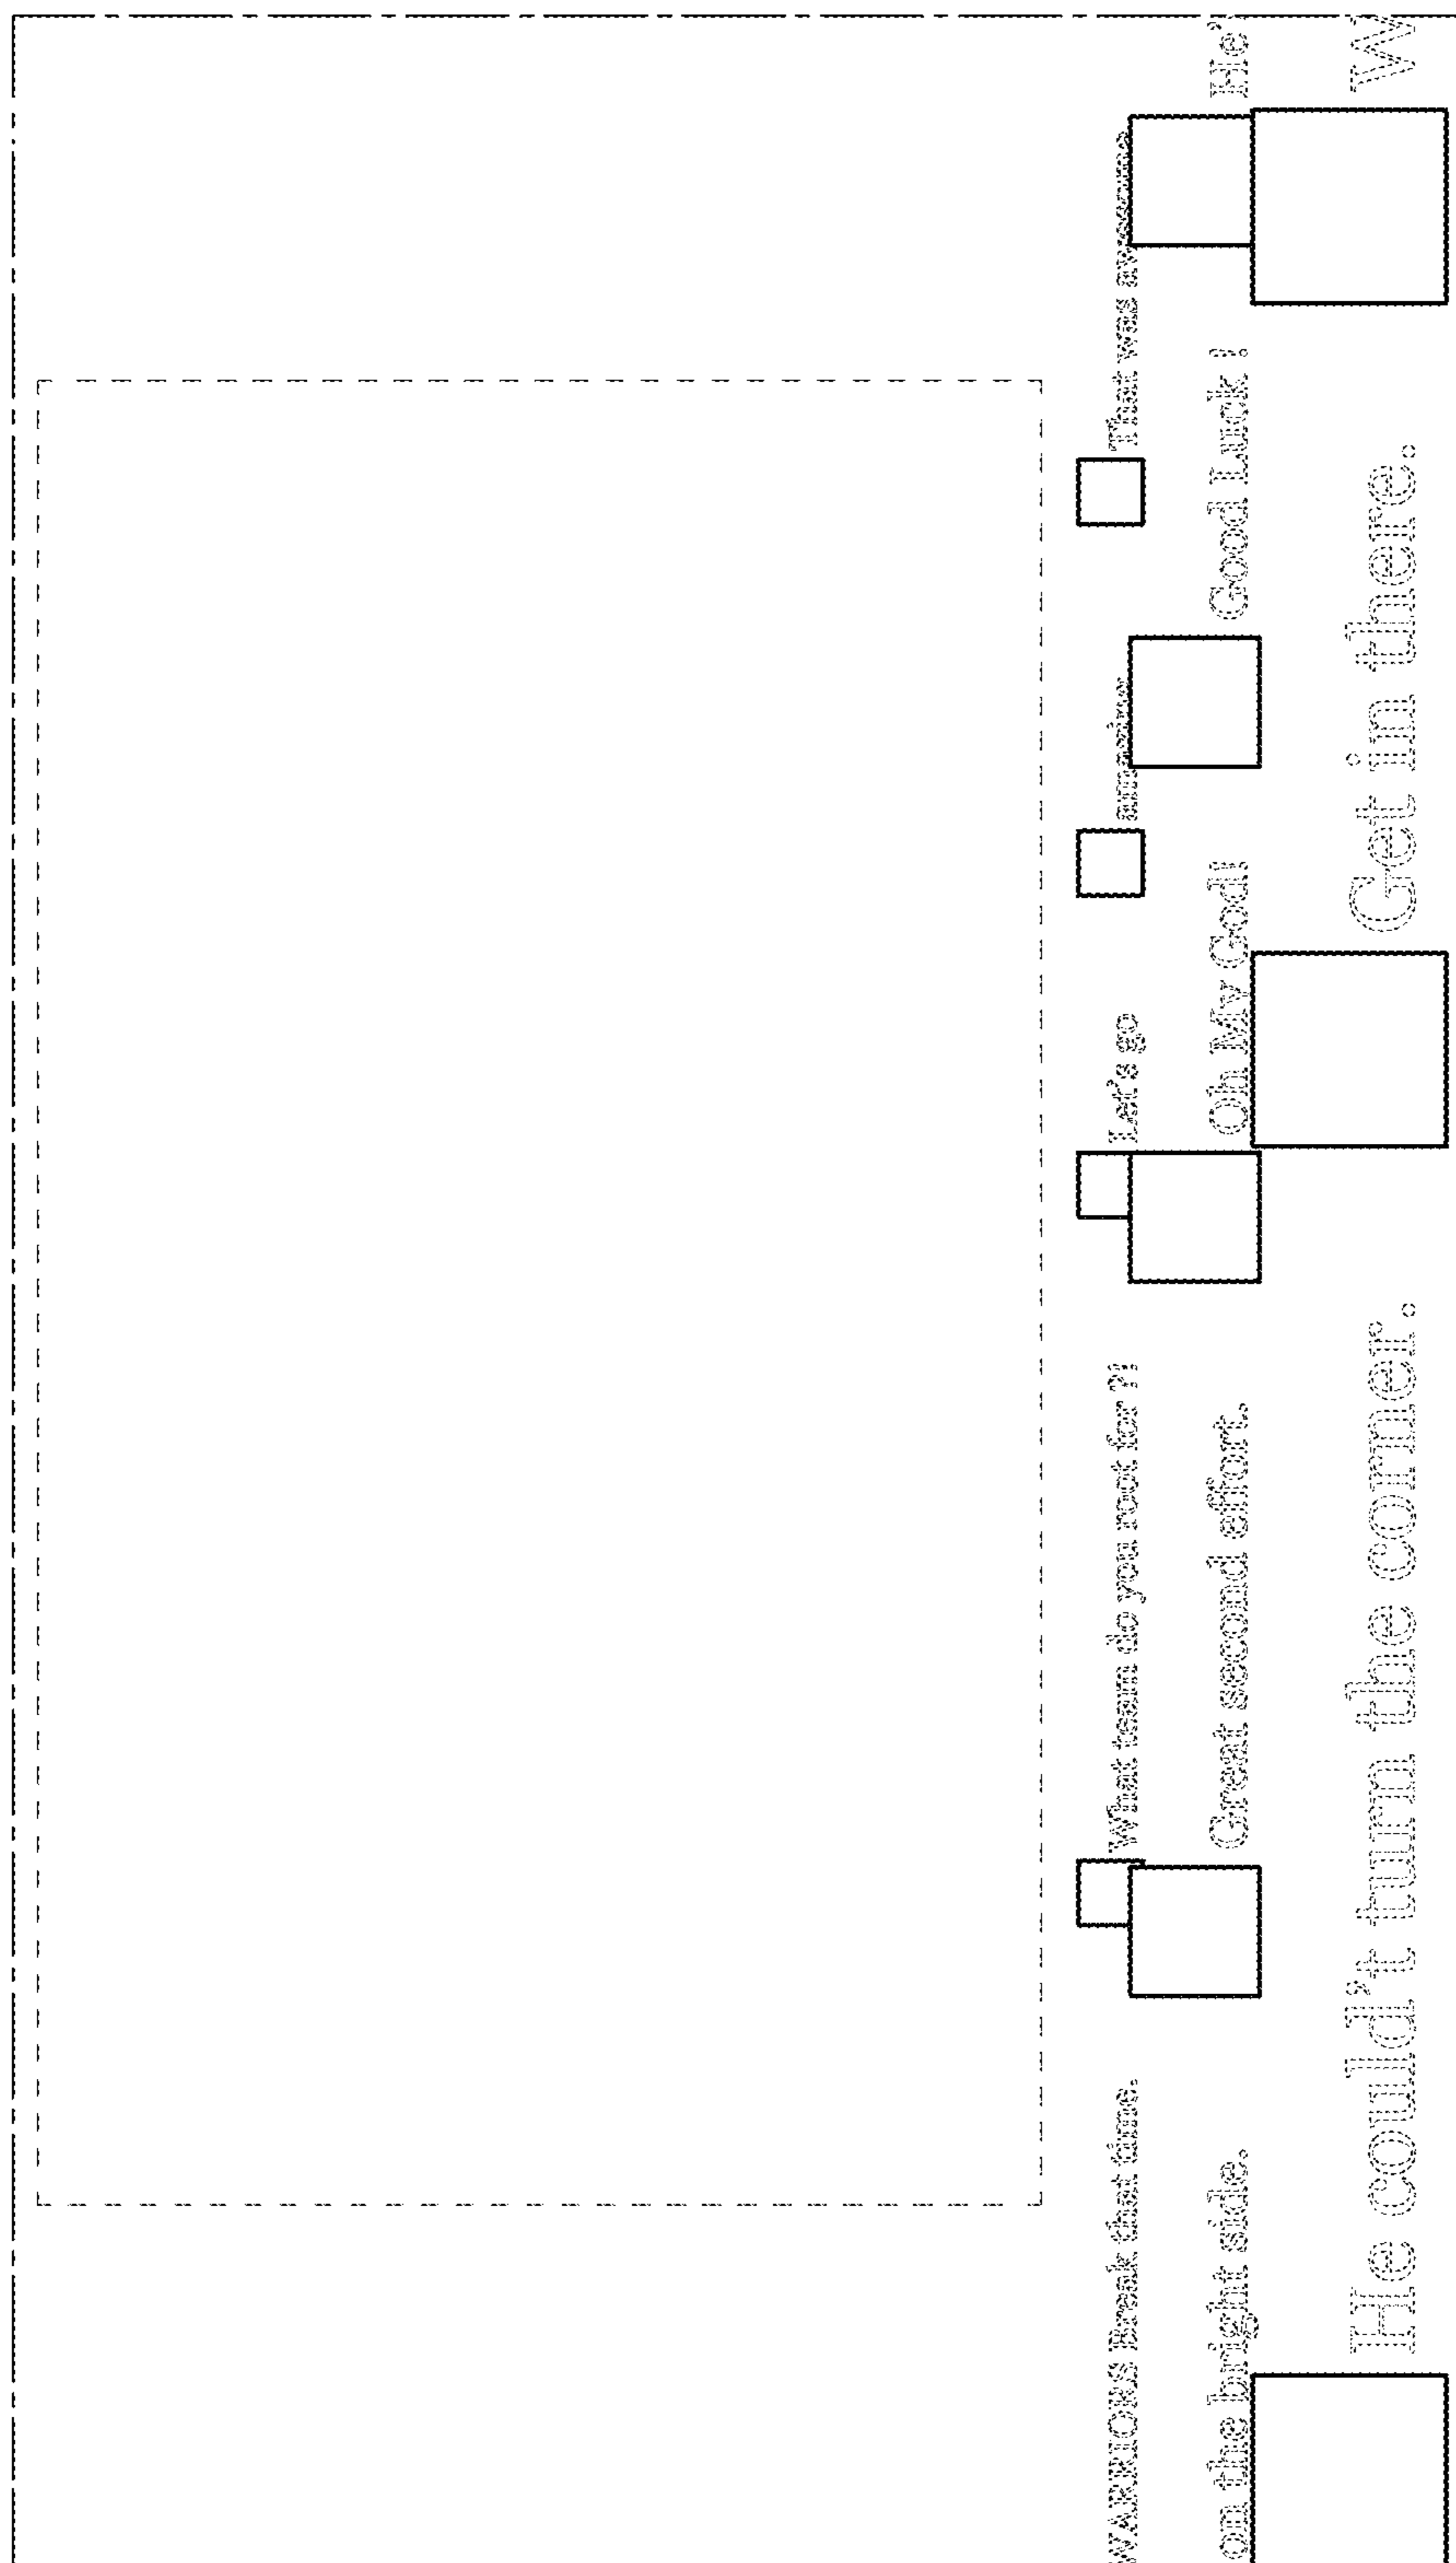 WARRIORS Break that time. What team do you root for ?! Let's go amazing That was awesome
on the bright side. Great second effort. Oh My God! Good Luck ! He's
He could't turn the corner. Get in there. W